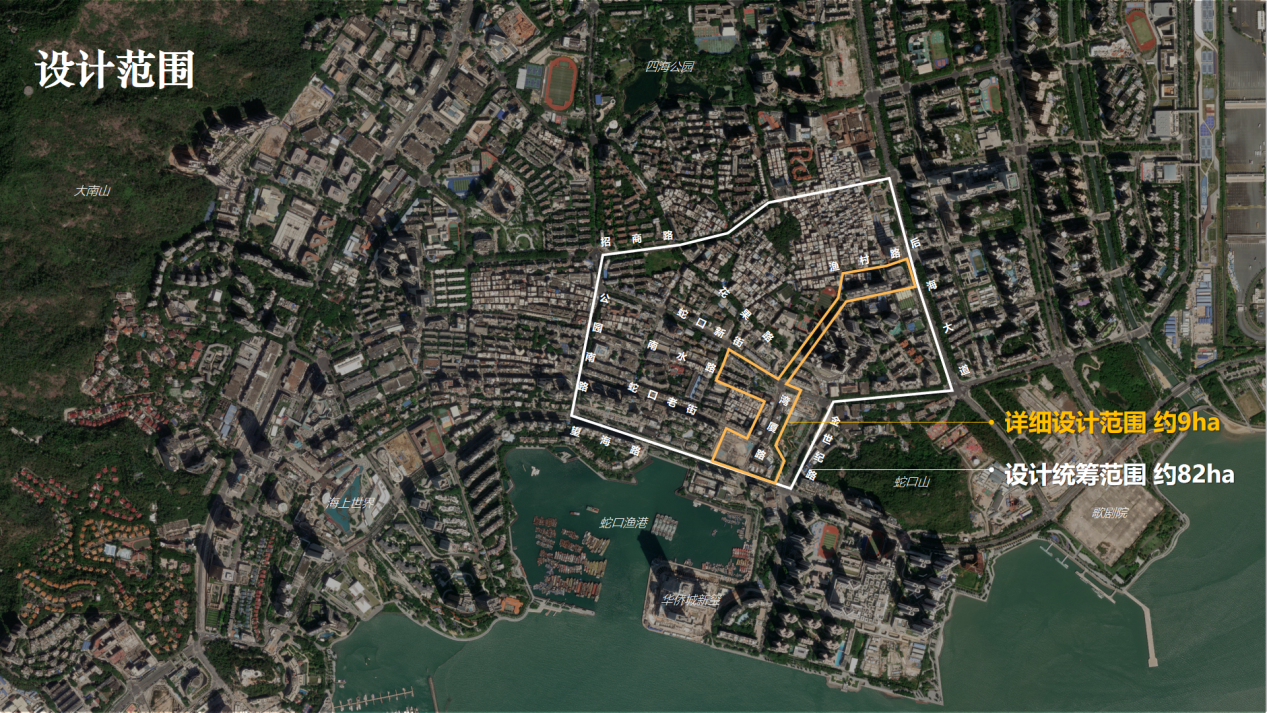 设计范围
四海公园
大南山
招商路
渔村路
后海大道
公园南路
花果路
蛇口新街
南水路
蛇口老街
湾厦路
金世纪路
望海路
详细设计范围 约9ha
设计统筹范围 约82ha
蛇口山
歌剧院
海上世界
蛇口渔港
华侨城新玺